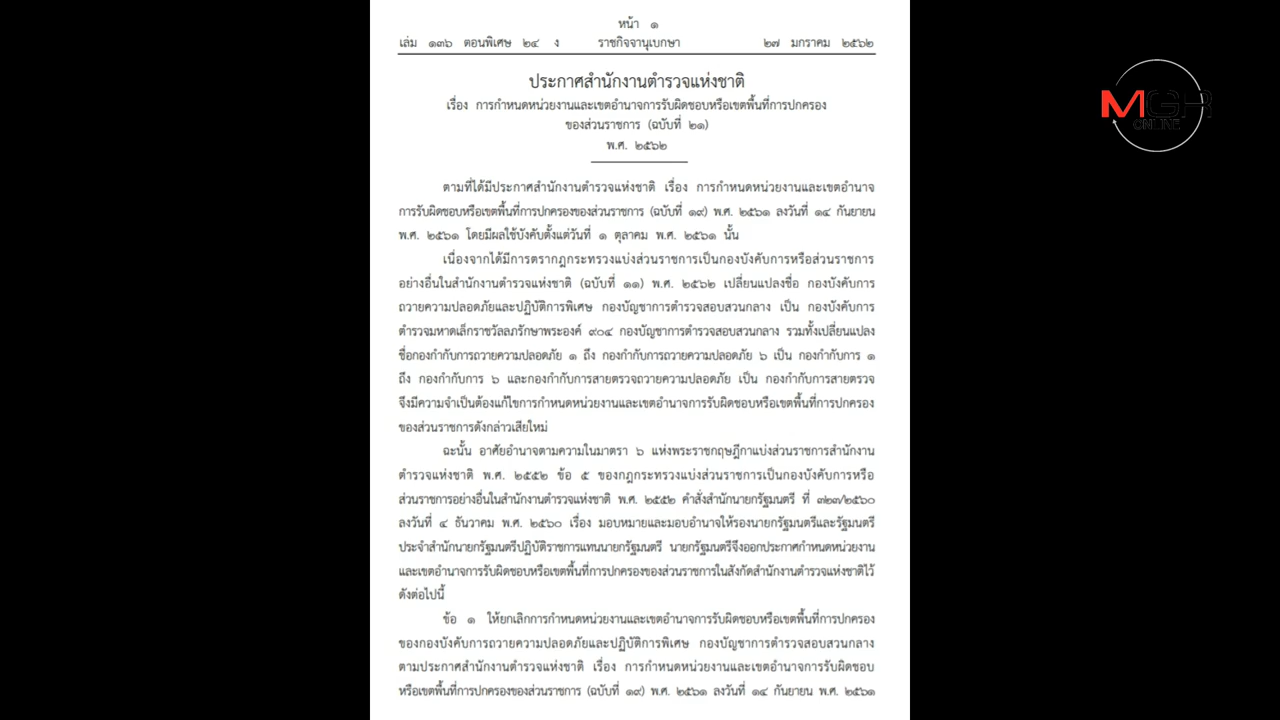 หน้า ๑
เล่ม ๑๓๖ ตอนพิเศษ ๒๔ ง ราชกิจจานุเบกษา ๒๗ มกราคม ๒๕๖๒
ประกาศสำนักงานตำรวจแห่งชาติ
เรื่อง การกำหนดหน่วยงานและเขตอำนาจการรับผิดชอบหรือเขตพื้นที่การปกครอง
ของส่วนราชการ (ฉบับที่ ๒๑)
พ.ศ. ๒๕๖๒
ตามที่ได้มีประกาศสำนักงานตำรวจแห่งชาติ เรื่อง การกำหนดหน่วยงานและเขตอำนาจ
การรับผิดชอบหรือเขตพื้นที่การปกครองของส่วนราชการ (ฉบับที่ ๑๙) พ.ศ. ๒๕๖๑ ลงวันที่ ๑๔ กันยายน
พ.ศ. ๒๕๖๑ โดยมีผลใช้บังคับตั้งแต่วันที่ ๑ ตุลาคม พ.ศ. ๒๕๖๑ นั้น
เนื่องจากได้มีการตรากฎกระทรวงแบ่งส่วนราชการเป็นกองบังคับการหรือส่วนราชการ
อย่างอื่นในสำนักงานตำรวจแห่งชาติ (ฉบับที่ ๑๑) พ.ศ. ๒๕๖๒ เปลี่ยนแปลงชื่อ กองบังคับการ
ถวายความปลอดภัยและปฏิบัติการพิเศษ กองบัญชาการตำรวจสอบสวนกลาง เป็น กองบังคับการ
ตำรวจมหาดเล็กราชวัลลภรักษาพระองค์ ๙๐๔ กองบัญชาการตำรวจสอบสวนกลาง รวมทั้งเปลี่ยนแปลง
ชื่อกองกำกับการถวายความปลอดภัย ๑ ถึง กองกำกับการถวายความปลอดภัย ๖ เป็น กองกำกับการ ๑
ถึง กองกำกับการ ๖ และกองกำกับการสายตรวจถวายความปลอดภัย เป็น กองกำกับการสายตรวจ
จึงมีความจำเป็นต้องแก้ไขการกำหนดหน่วยงานและเขตอำนาจการรับผิดชอบหรือเขตพื้นที่การปกครอง
ของส่วนราชการดังกล่าวเสียใหม่
ฉะนั้น อาศัยอำนาจตามความในมาตรา ๖ แห่งพระราชกฤษฎีกาแบ่งส่วนราชการสำนักงาน
ตำรวจแห่งชาติ พ.ศ. ๒๕๕๒ ข้อ ๕ ของกฎกระทรวงแบ่งส่วนราชการเป็นกองบังคับการหรือ
ส่วนราชการอย่างอื่นในสำนักงานตำรวจแห่งชาติ พ.ศ. ๒๕๕๒ คำสั่งสำนักนายกรัฐมนตรี ที่ ๓๒๓/๒๕๖๐
ลงวันที่ ๔ ธันวาคม พ.ศ. ๒๕๖๐ เรื่อง มอบหมายและมอบอำนาจให้รองนายกรัฐมนตรีและรัฐมนตรี
ประจำสำนักนายกรัฐมนตรีปฏิบัติราชการแทนนายกรัฐมนตรี นายกรัฐมนตรีจึงออกประกาศกำหนดหน่วยงาน
และเขตอำนาจการรับผิดชอบหรือเขตพื้นที่การปกครองของส่วนราชการในสังกัดสำนักงานตำรวจแห่งชาติไว้
ดังต่อไปนี้
ข้อ ๑ ให้ยกเลิกการกำหนดหน่วยงานและเขตอำนาจการรับผิดชอบหรือเขตพื้นที่การปกครอง
ของกองบังคับการถวายความปลอดภัยและปฏิบัติการพิเศษ กองบัญชาการตำรวจสอบสวนกลาง
ตามประกาศสำนักงานตำรวจแห่งชาติ เรื่อง การกำหนดหน่วยงานและเขตอำนาจการรับผิดชอบ
หรือเขตพื้นที่การปกครองของส่วนราชการ (ฉบับที่ ๑๙) พ.ศ. ๒๕๖๑ ลงวันที่ ๑๔ กันยายน พ.ศ. ๒๕๖๑
MGR
ONLINE